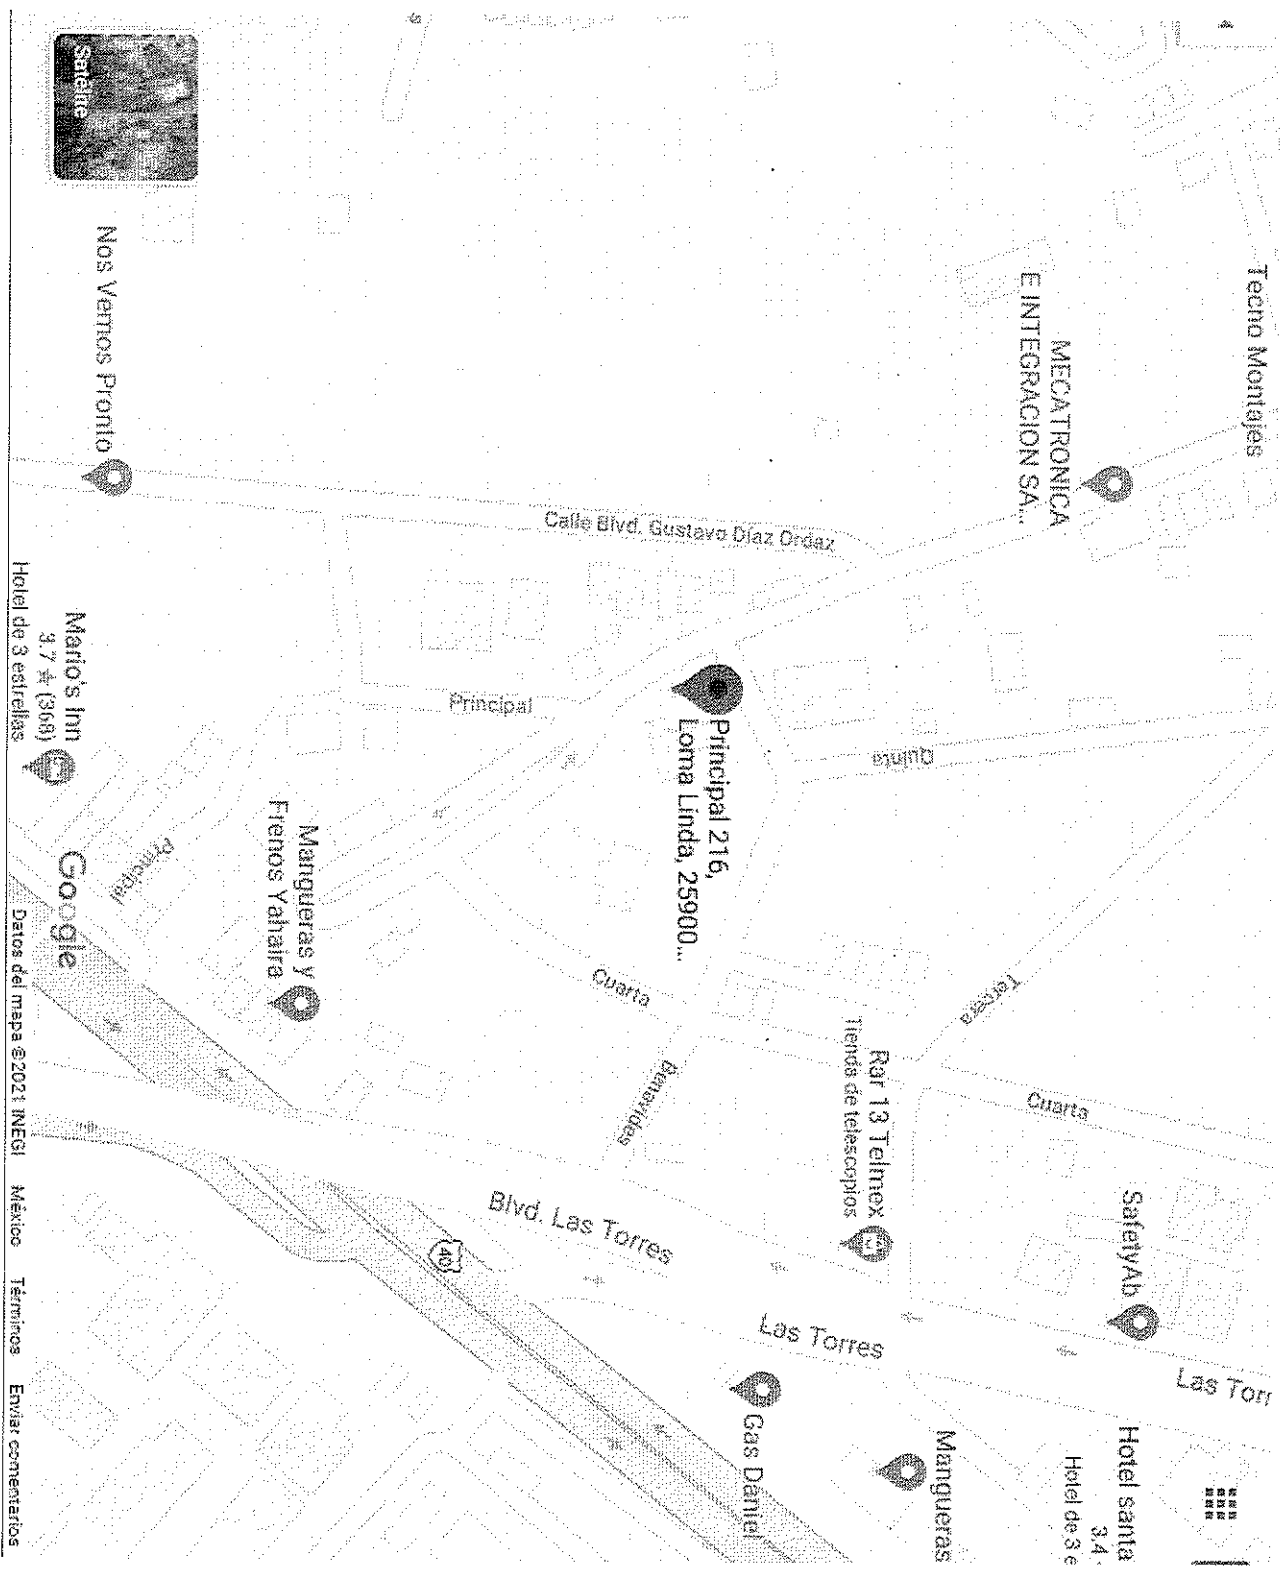 Tecno Montajes
MECATRONICA
E INTEGRACION SA...
SafetyAb
Las Torr
Hotel santa
3.4
Hotel de 3 e
Cuarta
Tercera
Quinta
Rar 13 Telmex
Tienda de telescopios
Las Torres
Mangueras
Calle Blvd. Gustavo Díaz Ordaz
Principal 216,
Loma Linda, 25900...
Gas Daniel
Cuarta
Benavides
Blvd. Las Torres
40
Principal
Mangueras y
Frenos Yahaira
Satélite
Nos Vemos Pronto
Principal
Mario's Inn
3.7 ★ (368)
Hotel de 3 estrellas
Google
Datos del mapa ©2021 INEGI México Términos Enviar comentarios